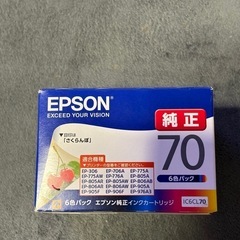 EPSON
EXCEED YOUR VISION
純正
70
目印は
「さくらんぼ」
適合機種
EP-306 EP-706A EP-775A
EP-775AW EP-776A EP-805A
EP-805AR EP-805AW EP-806AB
EP-806AR EP-806AW EP-905A
EP-905F EP-906F EP-976A3
6色パック
6色パック エプソン純正インクカートリッジ
IC6CL70